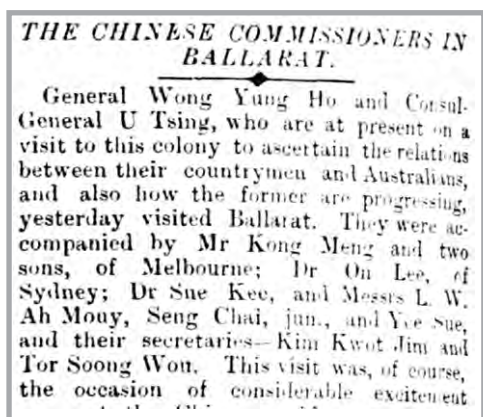 THE CHINESE COMMISSIONERS IN
BALLARAT.
General Wong Yung Ho and Consul-
General U Tsing, who are at present on a
visit to this colony to ascertain the relations
between their countrymen and Australians,
and also how the former are progressing,
yesterday visited Ballarat. They were ac-
companied by Mr Kong Meng and two
sons, of Melbourne; Dr On Lee, of
Sydney; Dr Sue Kee, and Messrs L. W.
Ah Mouy, Seng Chai, jun., and Yee Sue,
and their secretaries—Kim Kwot Jim and
Tor Soong Wou. This visit was, of course,
the occasion of considerable excitement